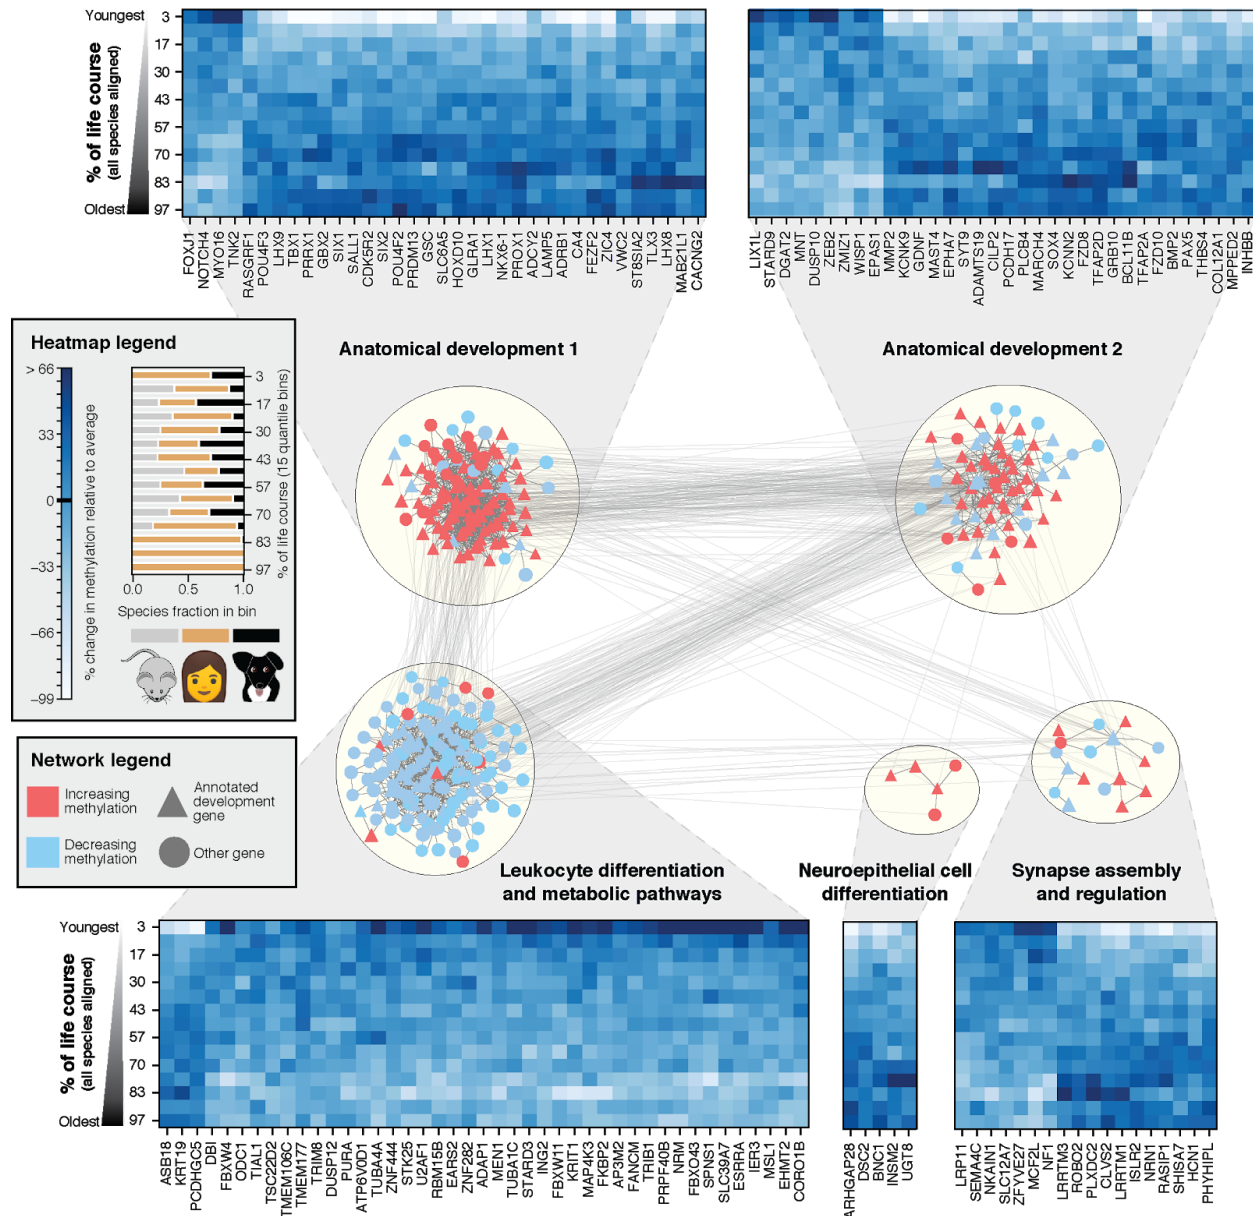 Youngest
3
17
30
43
57
70
83
Oldest
97
% of life course
(all species aligned)
FOXJ1
NOTCH4
MYO16
TNK2
RASGRF1
POU4F3
LHX9
TBX1
PRRX1
GBX2
SIX1
SALL1
CDK5R2
SIX2
POU4F2
PRDM13
GSC
SLC6A5
HOXD10
GLRA1
LHX1
NKX6-1
PROX1
ADCY2
LAMP5
ADRB1
CA4
FEZF2
ZIC4
VWC2
ST8SIA2
TLX3
LHX8
MAB21L1
CACNG2
LIX1L
STARD9
DGAT2
MNT
DUSP10
ZEB2
ZMIZ1
WISP1
EPAS1
MMP2
KCNK9
GDNF
MAST4
EPHA7
SYT9
ADAMTS19
CILP2
PCDH17
PLCB4
MARCH4
SOX4
KCNN2
FZD8
TFAP2D
GRB10
BCL11B
TFAP2A
FZD10
BMP2
PAX5
THBS4
COL12A1
MPPED2
INHBB
Anatomical development 1
Anatomical development 2
Heatmap legend
> 66
33
0
−33
−66
−99
% change in methylation relative to average
3
17
30
43
57
70
83
97
% of life course (15 quantile bins)
0.0
0.5
1.0
Species fraction in bin
Network legend
Increasing
methylation
Annotated
development
gene
Decreasing
methylation
Other gene
Leukocyte differentiation
and metabolic pathways
Neuroepithelial cell
differentiation
Synapse assembly
and regulation
Youngest
3
17
30
43
57
70
83
Oldest
97
% of life course
(all species aligned)
ASB18
KRT19
PCDHGC5
DBI
FBXW4
ODC1
TIAL1
TSC22D2
TMEM106C
TMEM177
TRIM8
DUSP12
PURA
ATP6V0D1
TUBA4A
ZNF444
STK25
U2AF1
RBM15B
EARS2
ZNF282
ADAP1
MEN1
TUBA1C
STARD3
ING2
FBXW11
KRIT1
MAP4K3
FKBP2
AP3M2
FANCM
TRIB1
PRPF40B
NRM
FBXO43
SPNS1
SLC39A7
ESRRA
IER3
MSL1
EHMT2
CORO1B
ARHGAP28
DSC2
BNC1
INSM2
UGT8
LRP11
SEMA4C
NKAIN1
SLC12A7
ZFYVE27
MCF2L
NF1
LRRTM3
ROBO2
PLXDC2
CLVS2
LRRTM1
ISLR2
NRN1
RASIP1
SHISA7
HCN1
PHYHIPL